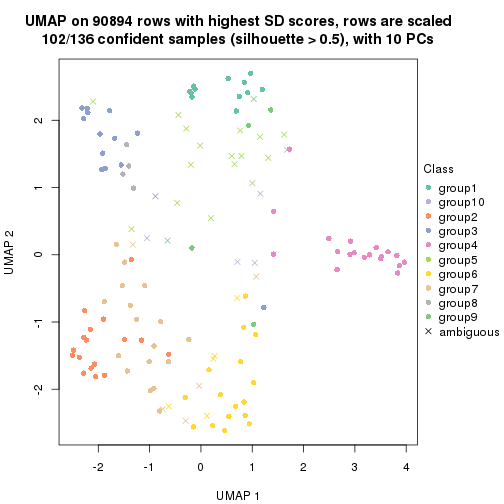 UMAP on 90894 rows with highest SD scores, rows are scaled
102/136 confident samples (silhouette > 0.5), with 10 PCs
UMAP 2
2
1
0
-1
-2
-2
-1
0
1
2
3
4
UMAP 1
Class
group1
group10
group2
group3
group4
group5
group6
group7
group8
group9
ambiguous